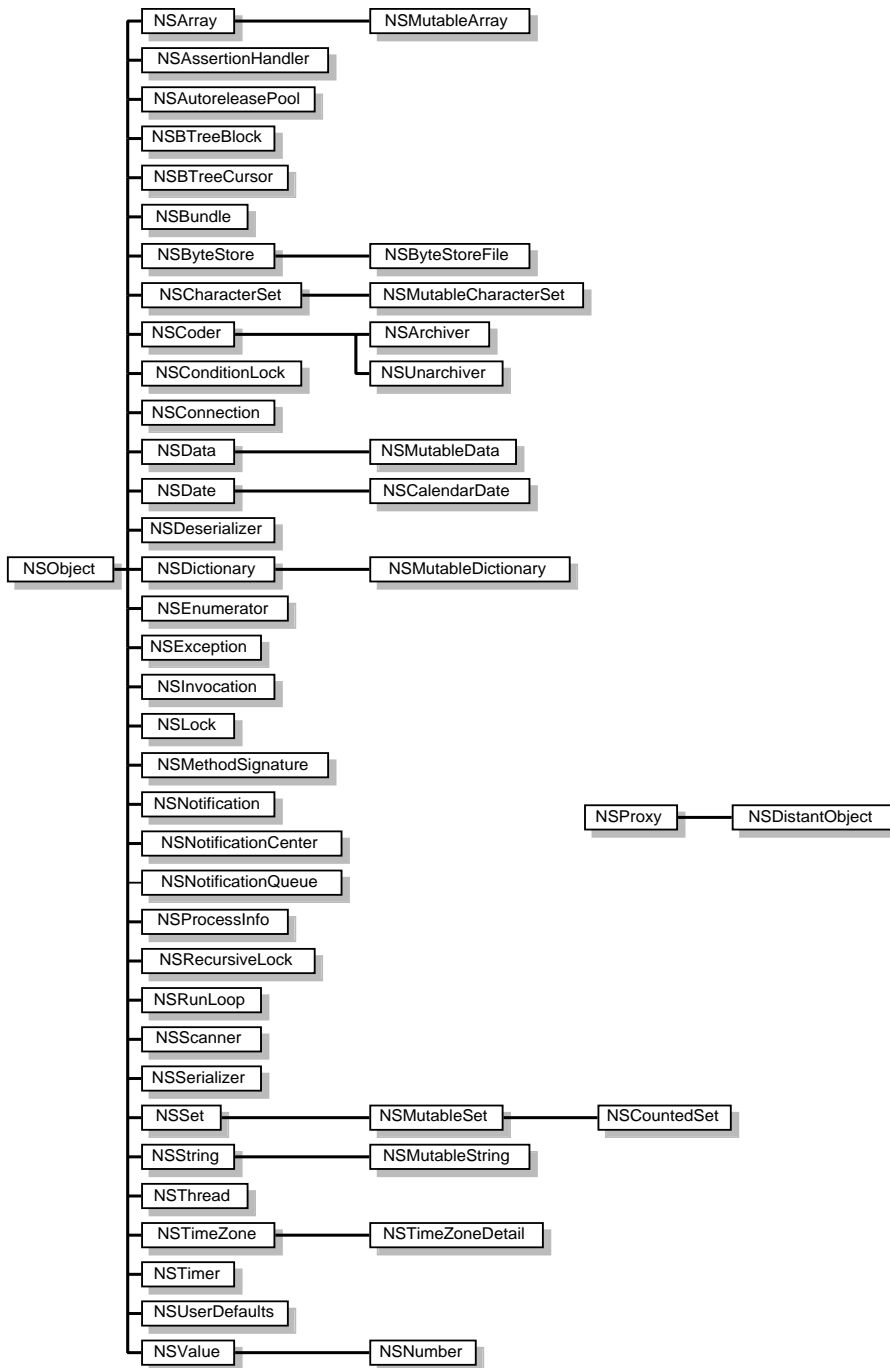 NSArray
NSMutableArray
NSAssertionHandler
NSAutoreleasePool
NSBTreeBlock
NSBTreeCursor
NSBundle
NSByteStore
NSByteStoreFile
NSCharacterSet
NSMutableCharacterSet
NSCoder
NSArchiver
NSConditionLock
NSUnarchiver
NSConnection
NSData
NSMutableData
NSDate
NSCalendarDate
NSDeserializer
NSObject
NSDictionary
NSMutableDictionary
NSEnumerator
NSException
NSInvocation
NSLock
NSMethodSignature
NSNotification
NSProxy
NSDistantObject
NSNotificationCenter
NSNotificationQueue
NSProcessInfo
NSRecursiveLock
NSRunLoop
NSScanner
NSSerializer
NSSet
NSMutableSet
NSCountedSet
NSString
NSMutableString
NSThread
NSTimeZone
NSTimeZoneDetail
NSTimer
NSUserDefaults
NSValue
NSNumber